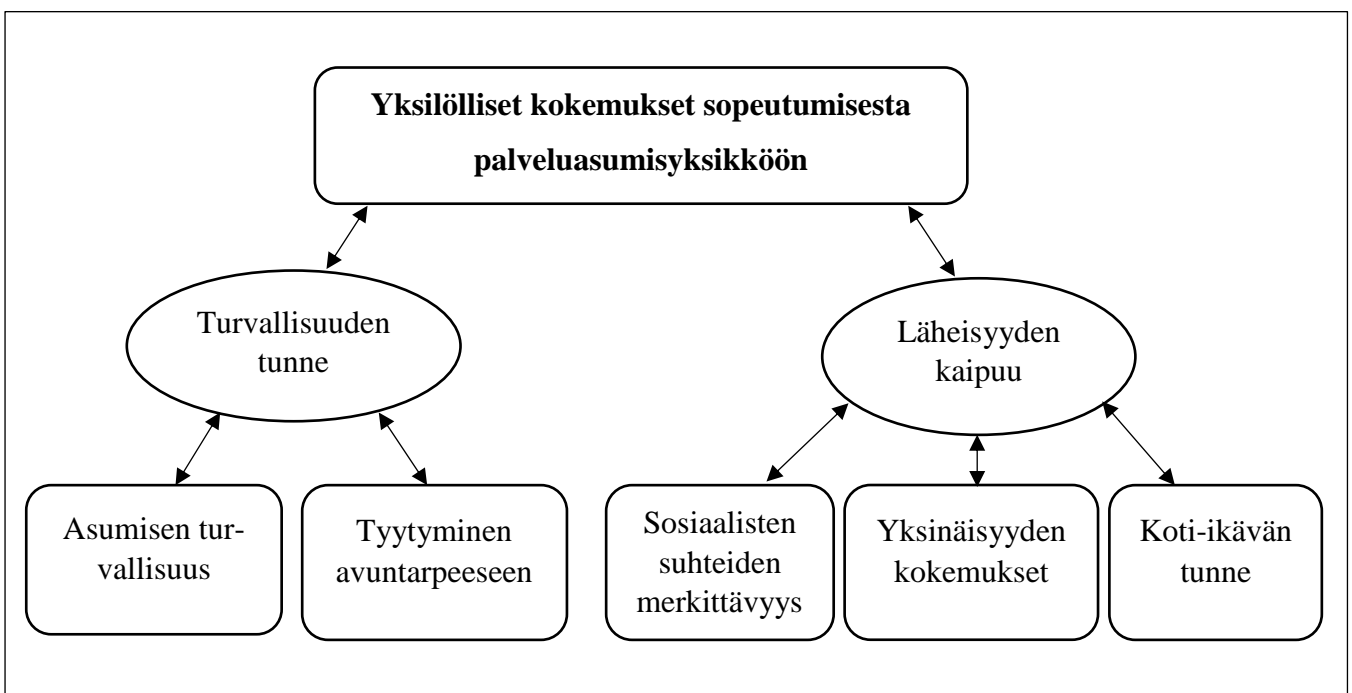 Yksilölliset kokemukset sopeutumisesta
palveluasumisyksikköön
Turvallisuuden
tunne
Läheisyyden
kaipuu
Asumisen tur-
vallisuus
Tyytyminen
avuntarpeeseen
Sosiaalisten
suhteiden
merkittävyys
Yksinäisyyden
kokemukset
Koti-ikävän
tunne